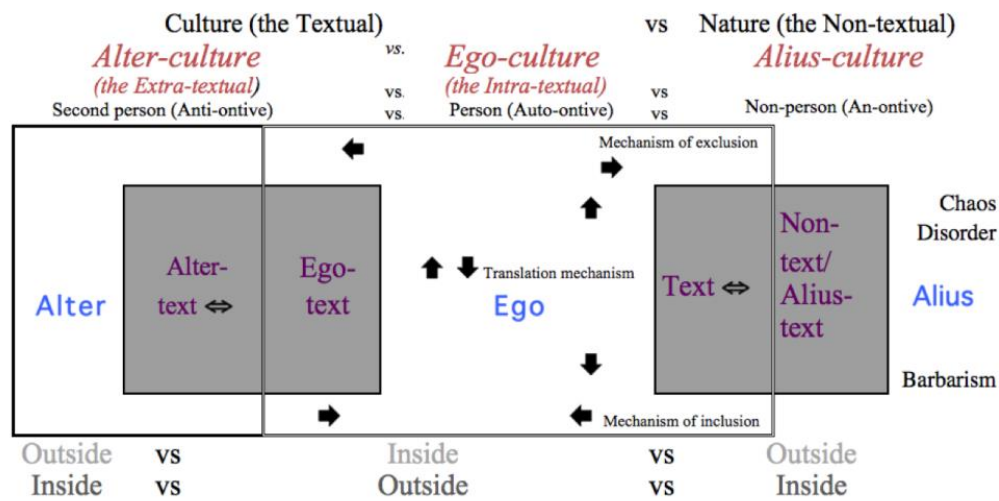 Culture (the Textual) vs Nature (the Non-textual)
Alter-culture vs. Ego-culture Alius-culture
(the Extra-textual) vs. (the Intra-textual) vs
Second person (Anti-ontive) vs. Person (Auto-ontive) vs Non-person (An-ontive)
Mechanism of exclusion
Chaos
Disorder
Alter-
text ⇔
Ego-
text
Translation mechanism
Text ⇔
Non-
text/
Alius-
text
Alter
Ego
Alius
Barbarism
Mechanism of inclusion
Outside vs Inside vs Outside
Inside vs Outside vs Inside